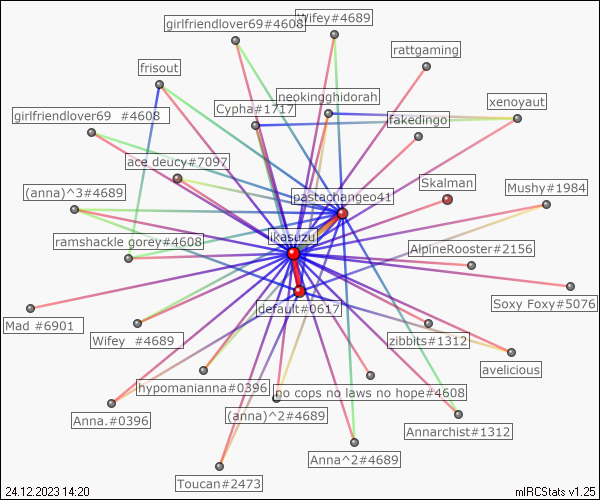 girlfriendlover69#4608
Wifey#4689
rattgaming
frisout
neokingghidorah
xenoyaut
Cypha#1717
girlfriendlover69  #4608
fakedingo
ace deucy#7097
Skalman
Mushy#1984
(anna)^3#4689
pastachangeo41
ikasuzu
ramshackle gorey#4608
AlpineRooster#2156
Soxy Foxy#5076
default#0617
Mad #6901
Wifey  #4689
zibbits#1312
avelicious
hypomanianna#0396
no cops no laws no hope#4608
Anna.#0396
(anna)^2#4689
Annarchist#1312
Anna^2#4689
Toucan#2473
24.12.2023 14:20
mIRCStats v1.25